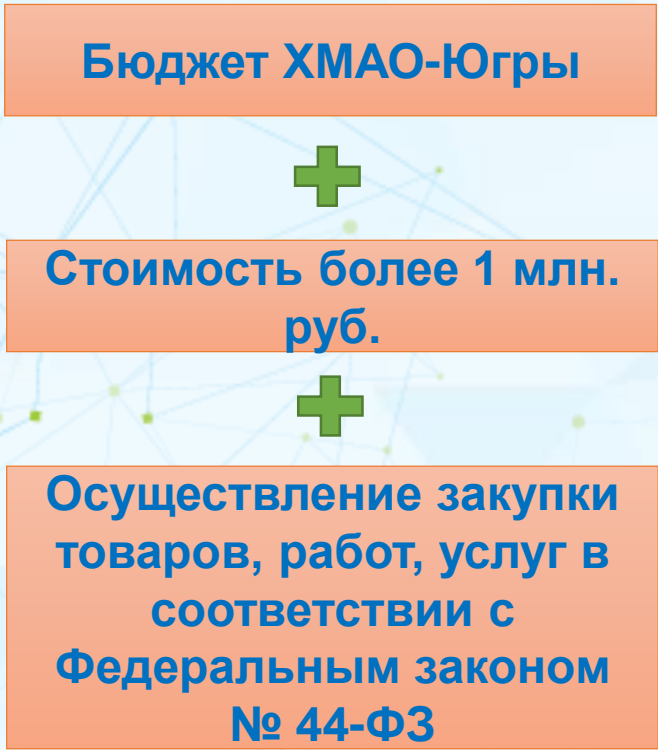 Бюджет ХМАО-Югры
Стоимость более 1 млн.
руб.
Осуществление закупки
товаров, работ, услуг в
соответствии с
Федеральным законом
№ 44-ФЗ